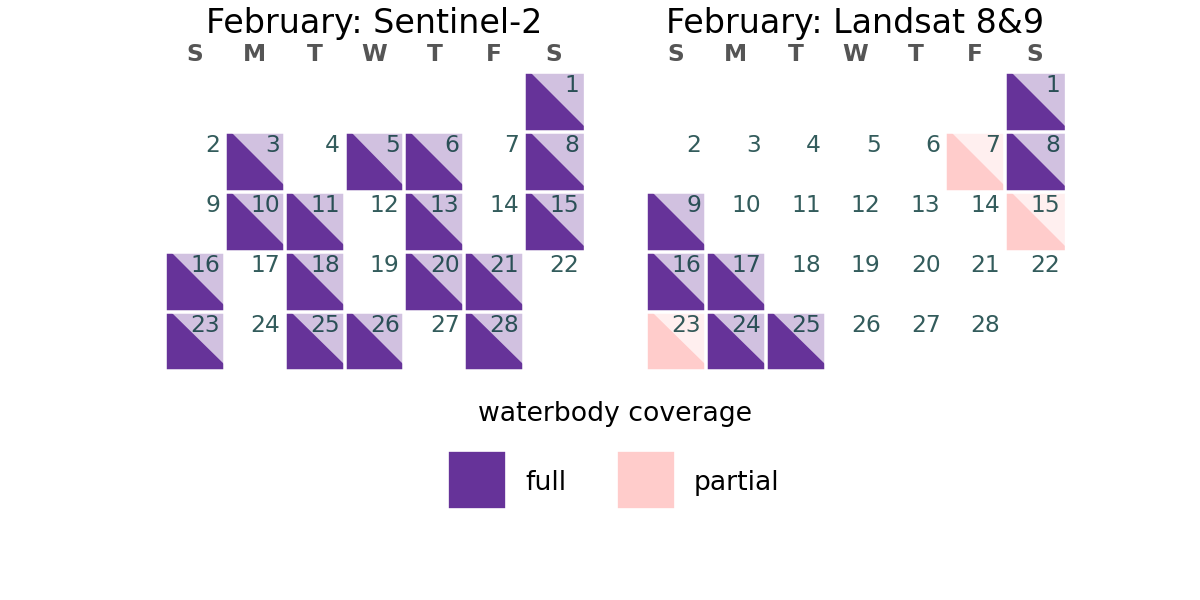 February: Sentinel-2
S M T W T F S
1
2 3 4 5 6 7 8
9 10 11 12 13 14 15
16 17 18 19 20 21 22
23 24 25 26 27 28
February: Landsat 8&9
S M T W T F S
1
2 3 4 5 6 7 8
9 10 11 12 13 14 15
16 17 18 19 20 21 22
23 24 25 26 27 28
waterbody coverage
full partial